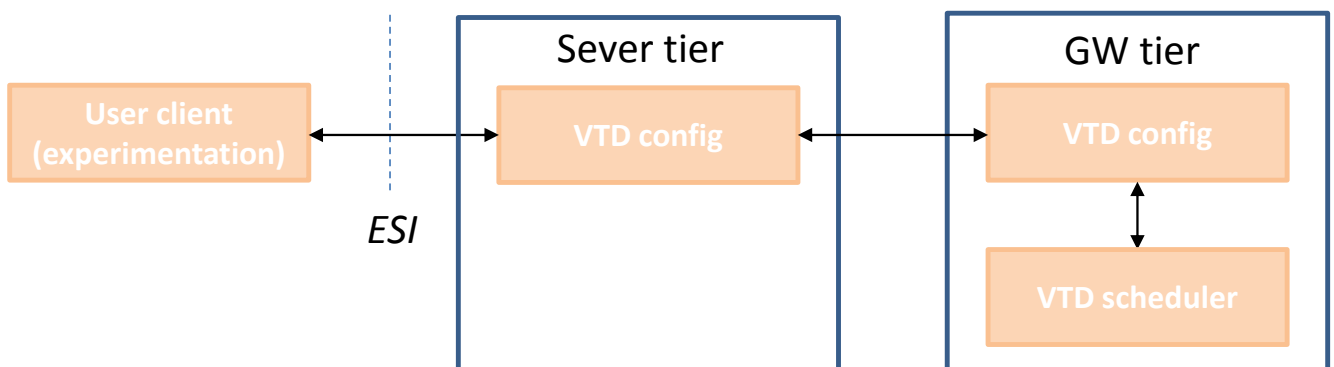 Sever tier
GW tier
User client
(experimentation)
VTD config
VTD config
ESI
VTD scheduler